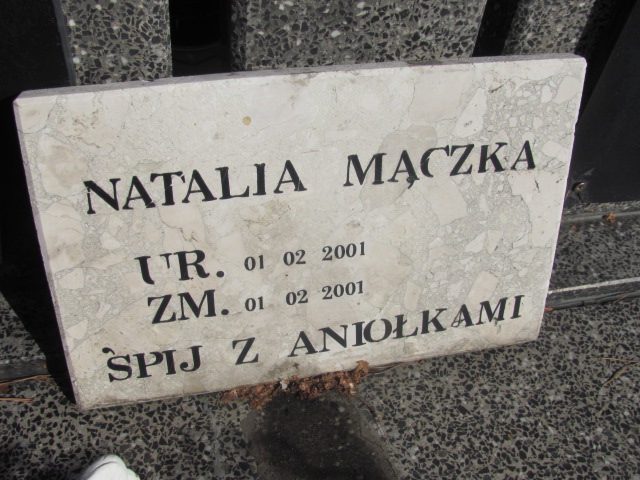 NATALIA MĄCZKA
UR. 01 02 2001
ZM. 01 02 2001
ŚPIJ Z ANIOŁKAMI